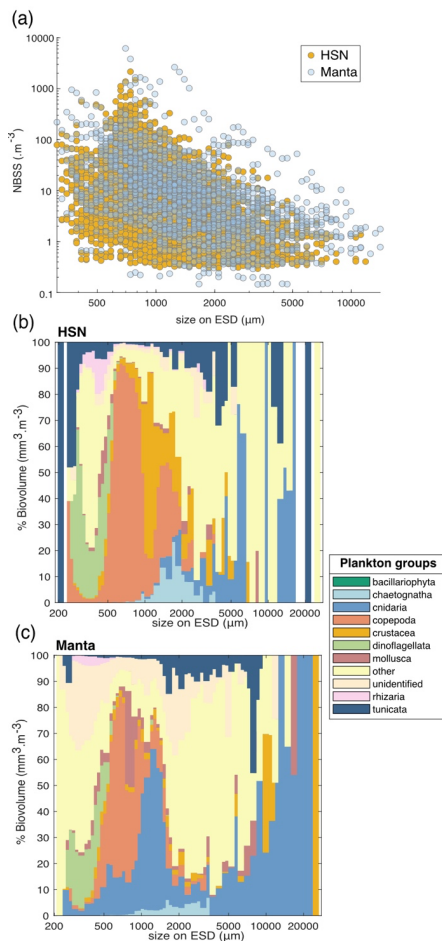 (a)
10000
1000
100
10
1
0.1
NBSS (.m⁻³)
HSN
Manta
500
1000
2000
5000
10000
size on ESD (µm)
(b)
HSN
100
90
80
70
60
50
40
30
20
10
0
% Biovolume (mm³.m⁻³)
200
500
1000
2000
5000
10000
20000
size on ESD (µm)
Plankton groups
bacillariophyta
chaetognatha
cnidaria
copepoda
crustacea
dinoflagellata
mollusca
other
unidentified
rhizaria
tunicata
(c)
Manta
100
90
80
70
60
50
40
30
20
10
0
% Biovolume (mm³.m⁻³)
200
500
1000
2000
5000
10000
20000
size on ESD (µm)